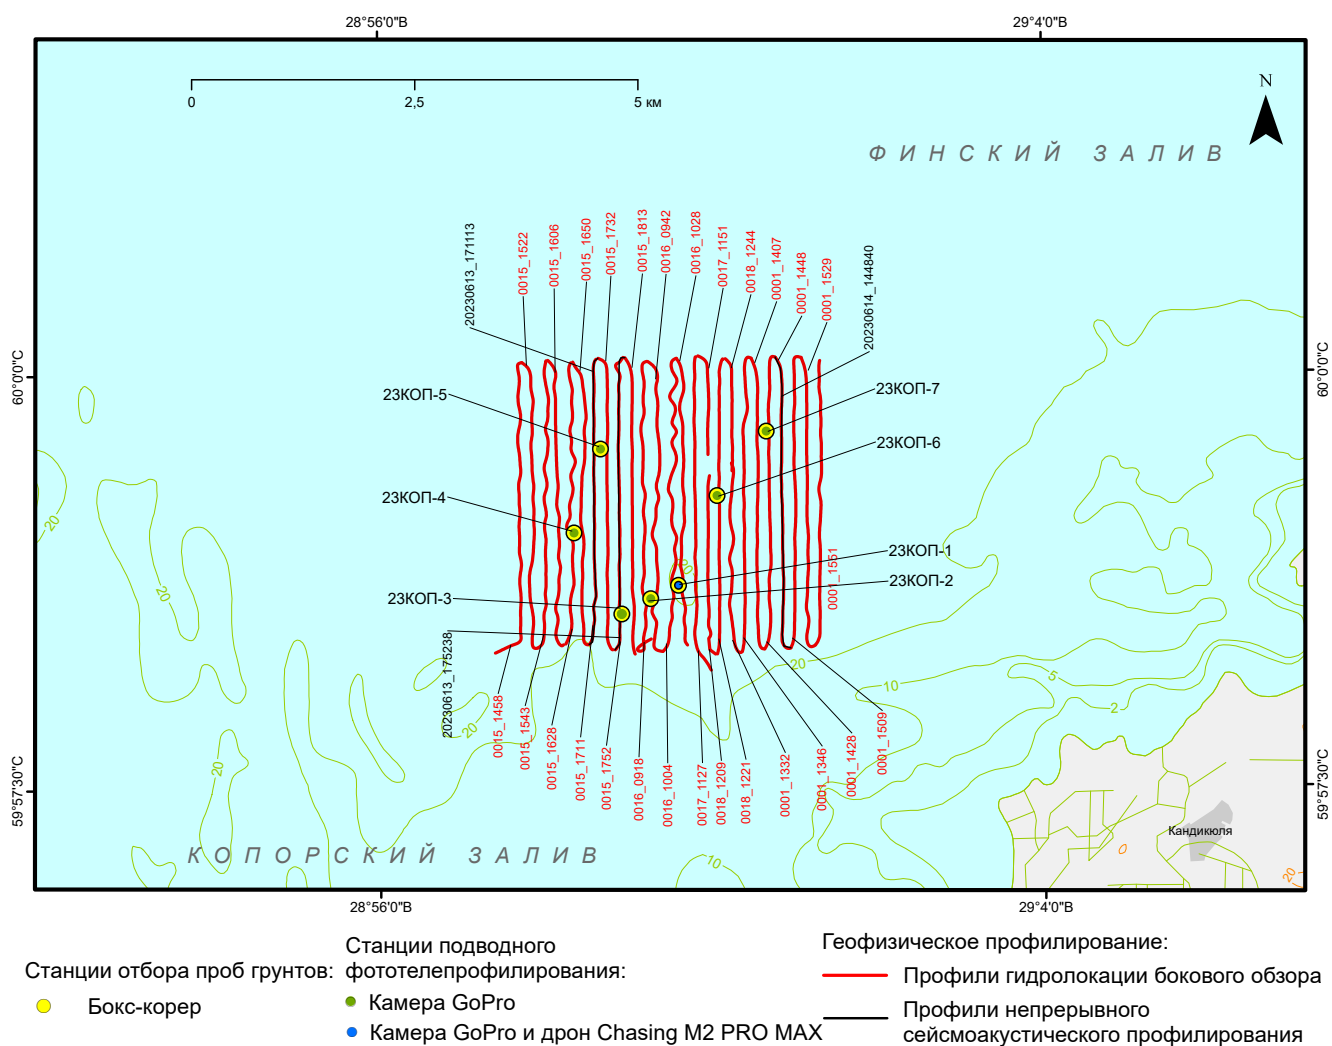 28°56'0"В
29°4'0"В
0
2,5
5 км
N
ФИНСКИЙ ЗАЛИВ
20230613_171113
0015_1522
0015_1606
0015_1650
0015_1732
0015_1813
0016_0942
0016_1028
0017_1151
0018_1244
0001_1407
0001_1448
0001_1529
20230614_144840
60°0'0"С
60°0'0"С
23КОП-5
23КОП-7
23КОП-6
23КОП-4
20
20
20
23КОП-1
23КОП-2
0001_1551
23КОП-3
20230613_175238
20
10
5
2
20
20
0015_1458
0015_1543
0015_1628
0015_1711
0015_1752
0016_0918
0016_1004
0017_1127
0018_1209
0018_1221
0001_1332
0001_1346
0001_1428
0001_1509
59°57'30"С
59°57'30"С
Кандикюля
КОПОРСКИЙ ЗАЛИВ
10
20
28°56'0"В
29°4'0"В
Станции отбора проб грунтов:
Бокс-корер
Станции подводного
фототелепрофилирования:
Камера GoPro
Камера GoPro и дрон Chasing M2 PRO MAX
Геофизическое профилирование:
Профили гидролокации бокового обзора
Профили непрерывного
сейсмоакустического профилирования